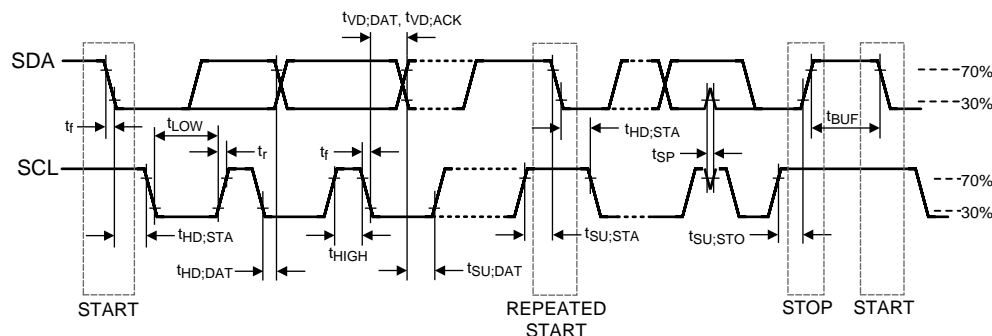 tVD;DAT, tVD;ACK
SDA
70%
30%
tf
tLOW
tr
tf
tHD;STA
tSP
tBUF
SCL
70%
30%
tHD;STA
tHD;DAT
tHIGH
tSU;DAT
tSU;STA
tSU;STO
START
REPEATED
START
STOP
START